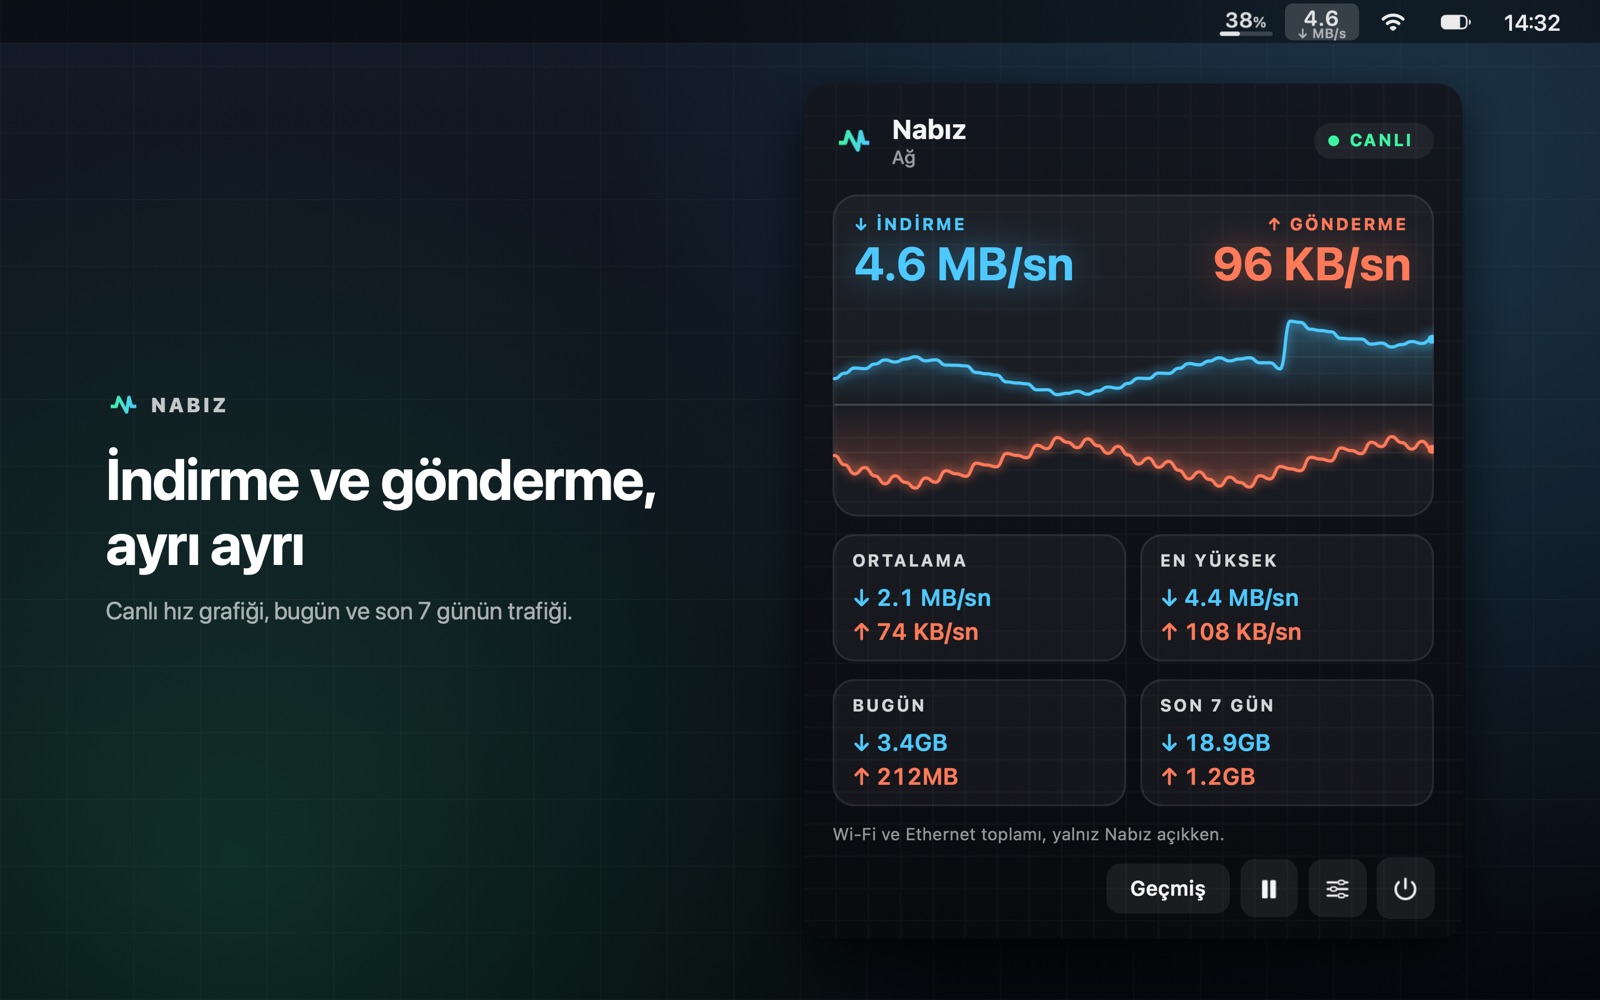 38%
4.6
↓ MB/s
14:32
Nabız
Ağ
CANLI
↓ İNDİRME
↑ GÖNDERME
4.6 MB/sn
96 KB/sn
NABIZ
İndirme ve gönderme,
ayrı ayrı
Canlı hız grafiği, bugün ve son 7 günün trafiği.
ORTALAMA
↓ 2.1 MB/sn
↑ 74 KB/sn
EN YÜKSEK
↓ 4.4 MB/sn
↑ 108 KB/sn
BUGÜN
↓ 3.4GB
↑ 212MB
SON 7 GÜN
↓ 18.9GB
↑ 1.2GB
Wi-Fi ve Ethernet toplamı, yalnız Nabız açıkken.
Geçmiş